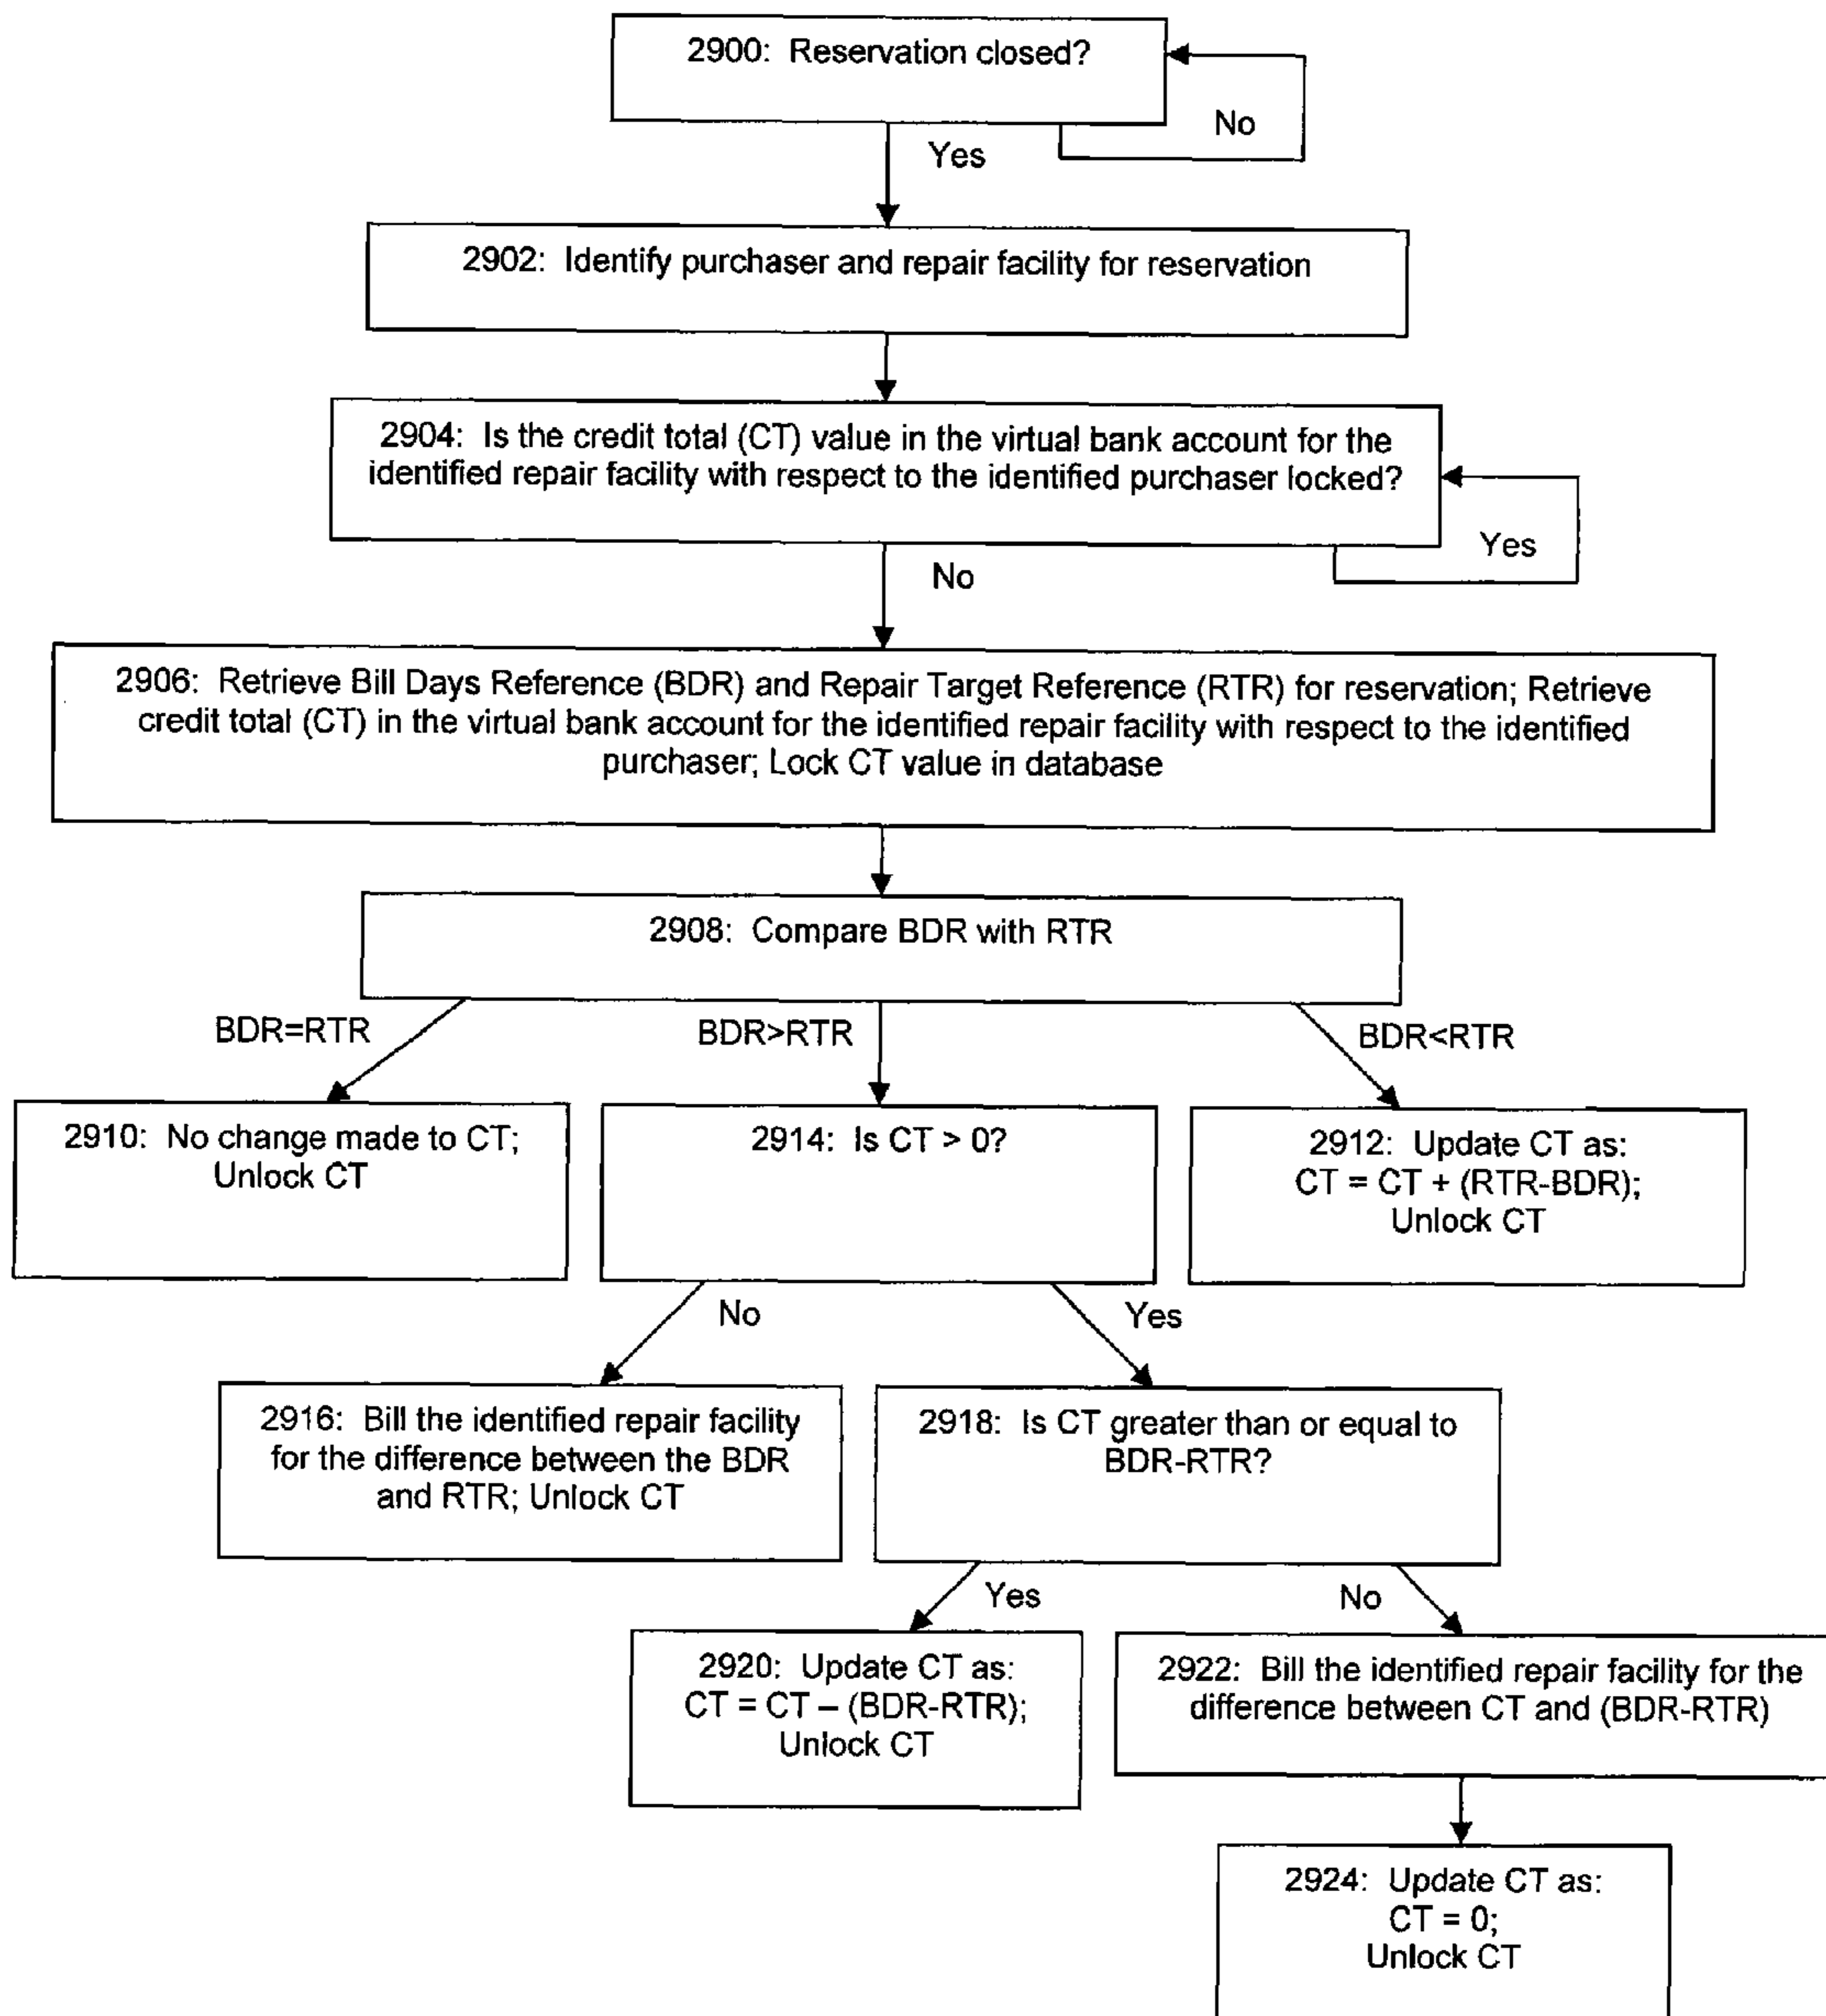 2900: Reservation closed?
No
Yes
2902: Identify purchaser and repair facility for reservation
2904: Is the credit total (CT) value in the virtual bank account for the
identified repair facility with respect to the identified purchaser locked?
Yes
No
2906: Retrieve Bill Days Reference (BDR) and Repair Target Reference (RTR) for reservation; Retrieve
credit total (CT) in the virtual bank account for the identified repair facility with respect to the identified
purchaser; Lock CT value in database
2908: Compare BDR with RTR
BDR=RTR
BDR>RTR
BDR<RTR
2910: No change made to CT;
Unlock CT
2914: Is CT > 0?
2912: Update CT as:
CT = CT + (RTR-BDR);
Unlock CT
No
Yes
2916: Bill the identified repair facility
for the difference between the BDR
and RTR; Unlock CT
2918: Is CT greater than or equal to
BDR-RTR?
Yes
No
2920: Update CT as:
CT = CT – (BDR-RTR);
Unlock CT
2922: Bill the identified repair facility for the
difference between CT and (BDR-RTR)
2924: Update CT as:
CT = 0;
Unlock CT